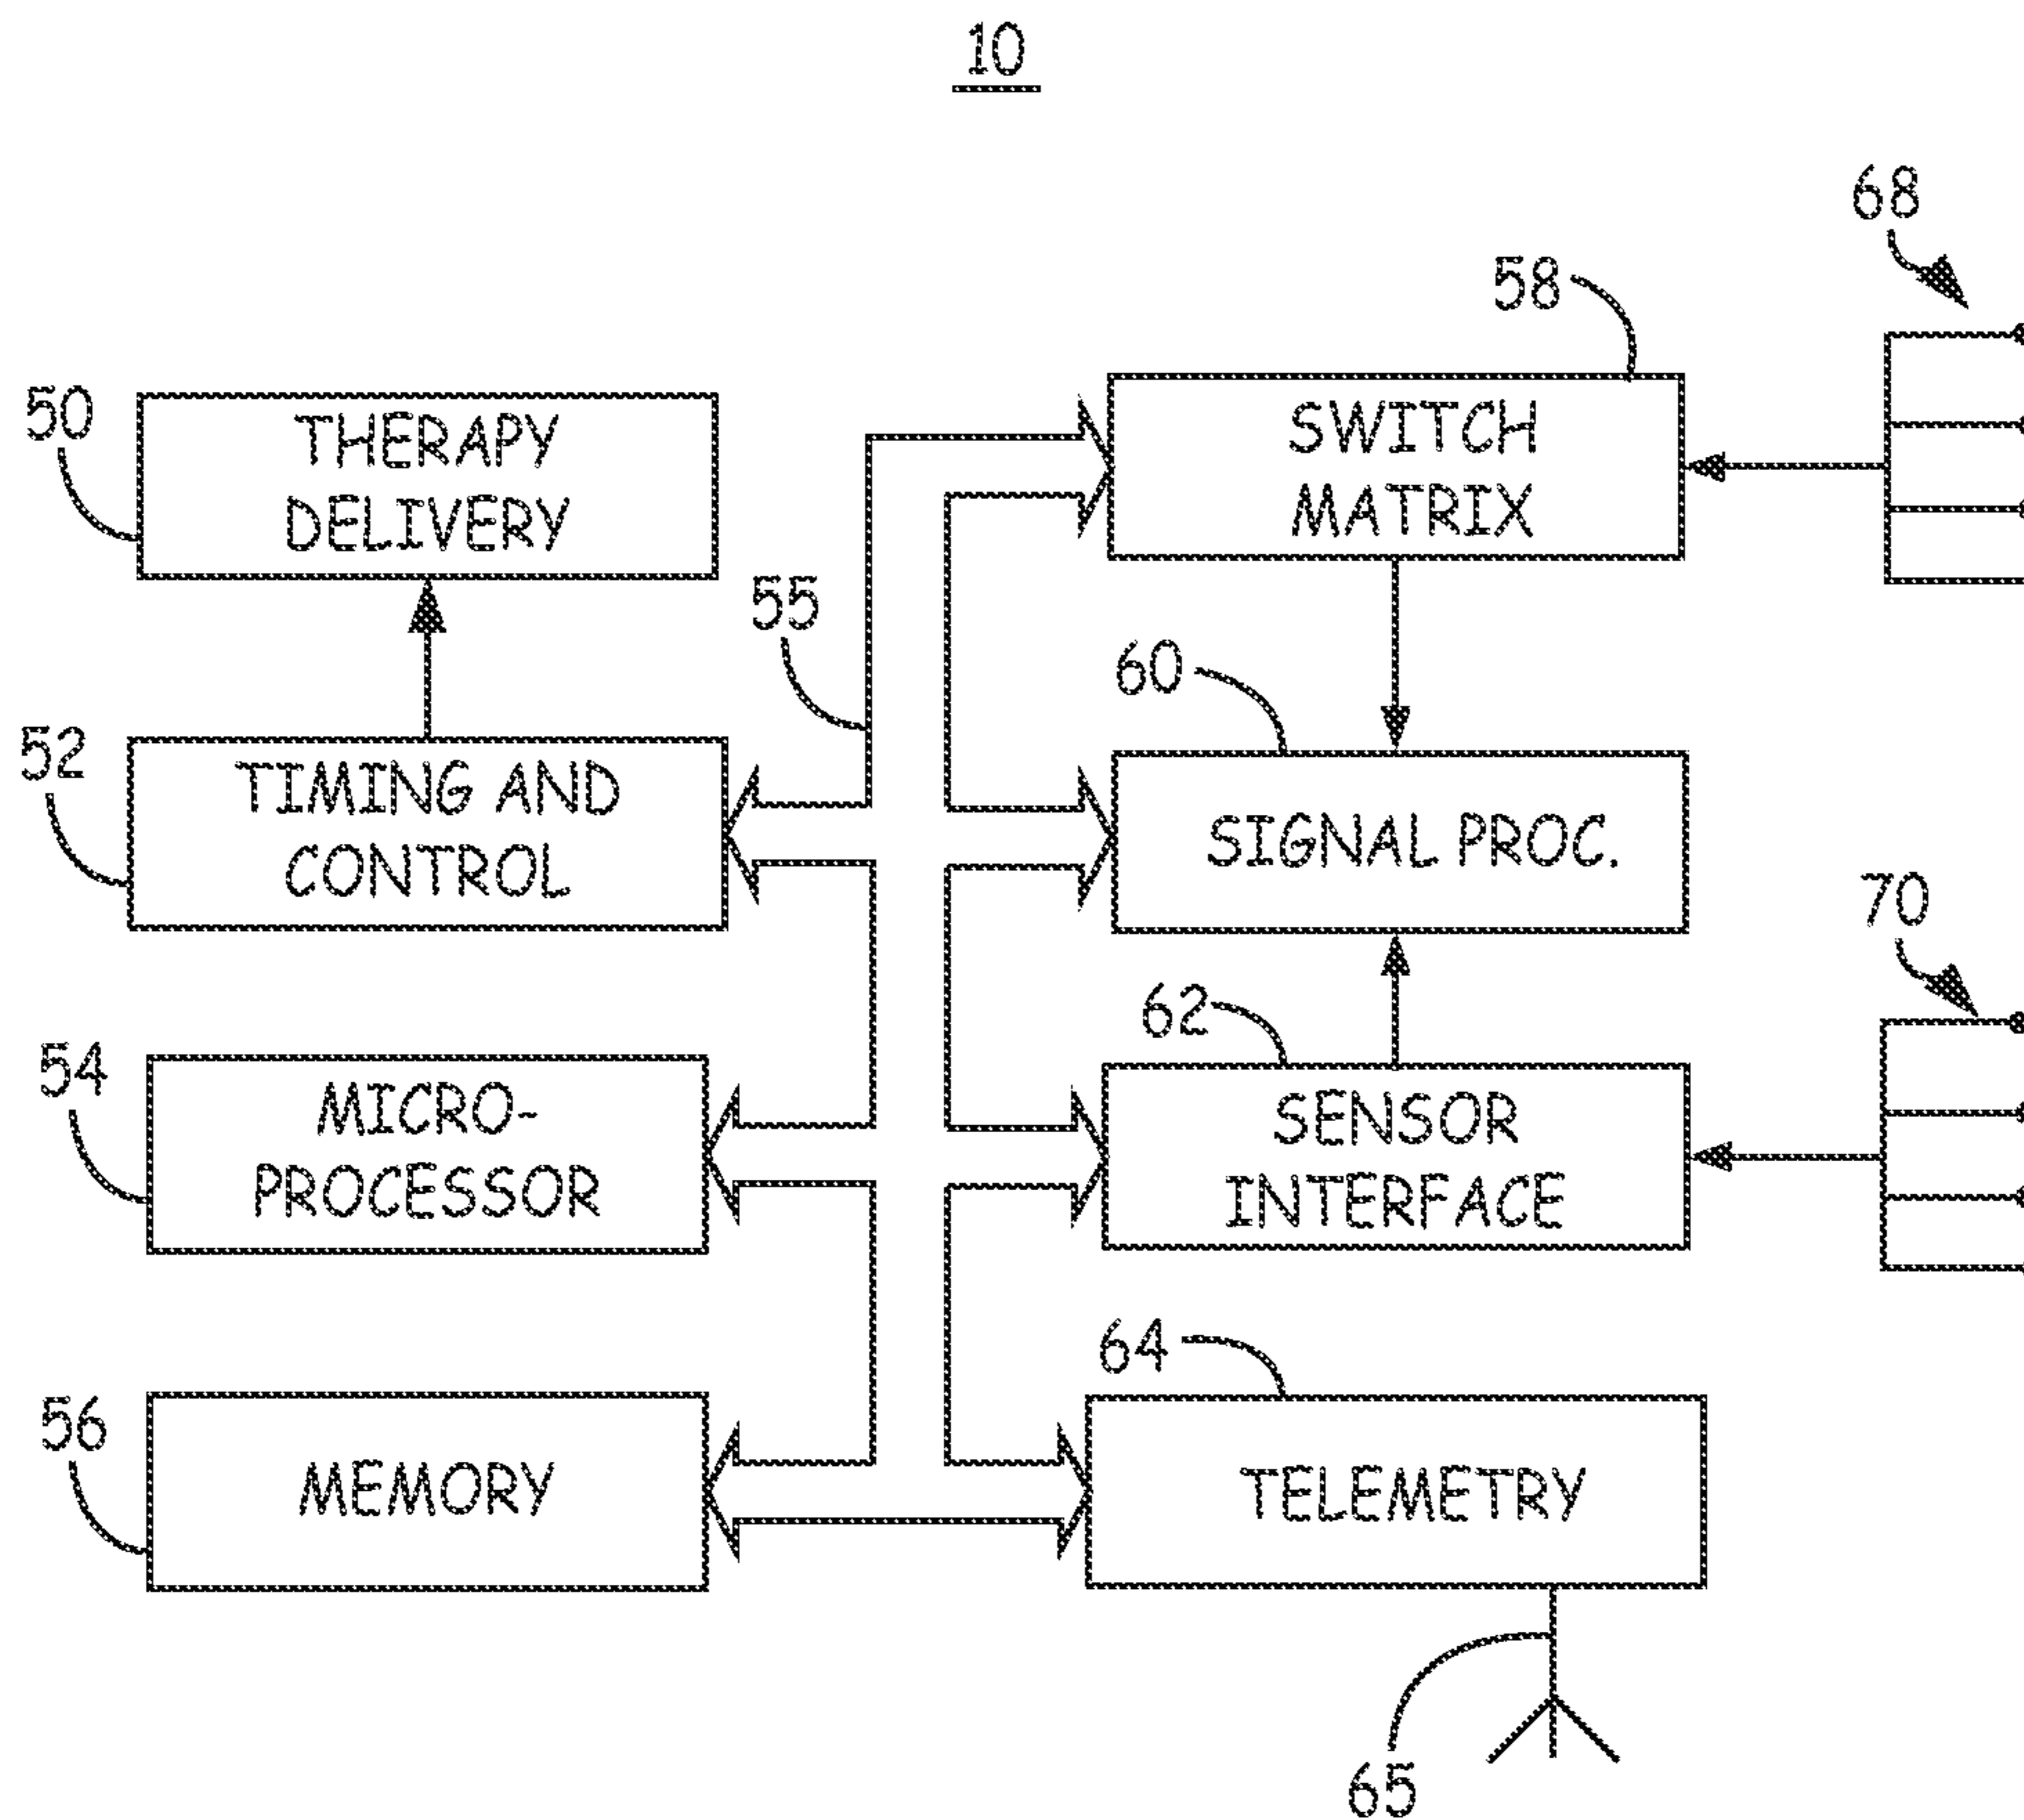 10
68
58
50
THERAPY
DELIVERY
SWITCH
MATRIX
55
60
52
TIMING AND
CONTROL
SIGNAL PROC.
70
62
54
MICRO-
PROCESSOR
SENSOR
INTERFACE
64
56
MEMORY
TELEMETRY
65